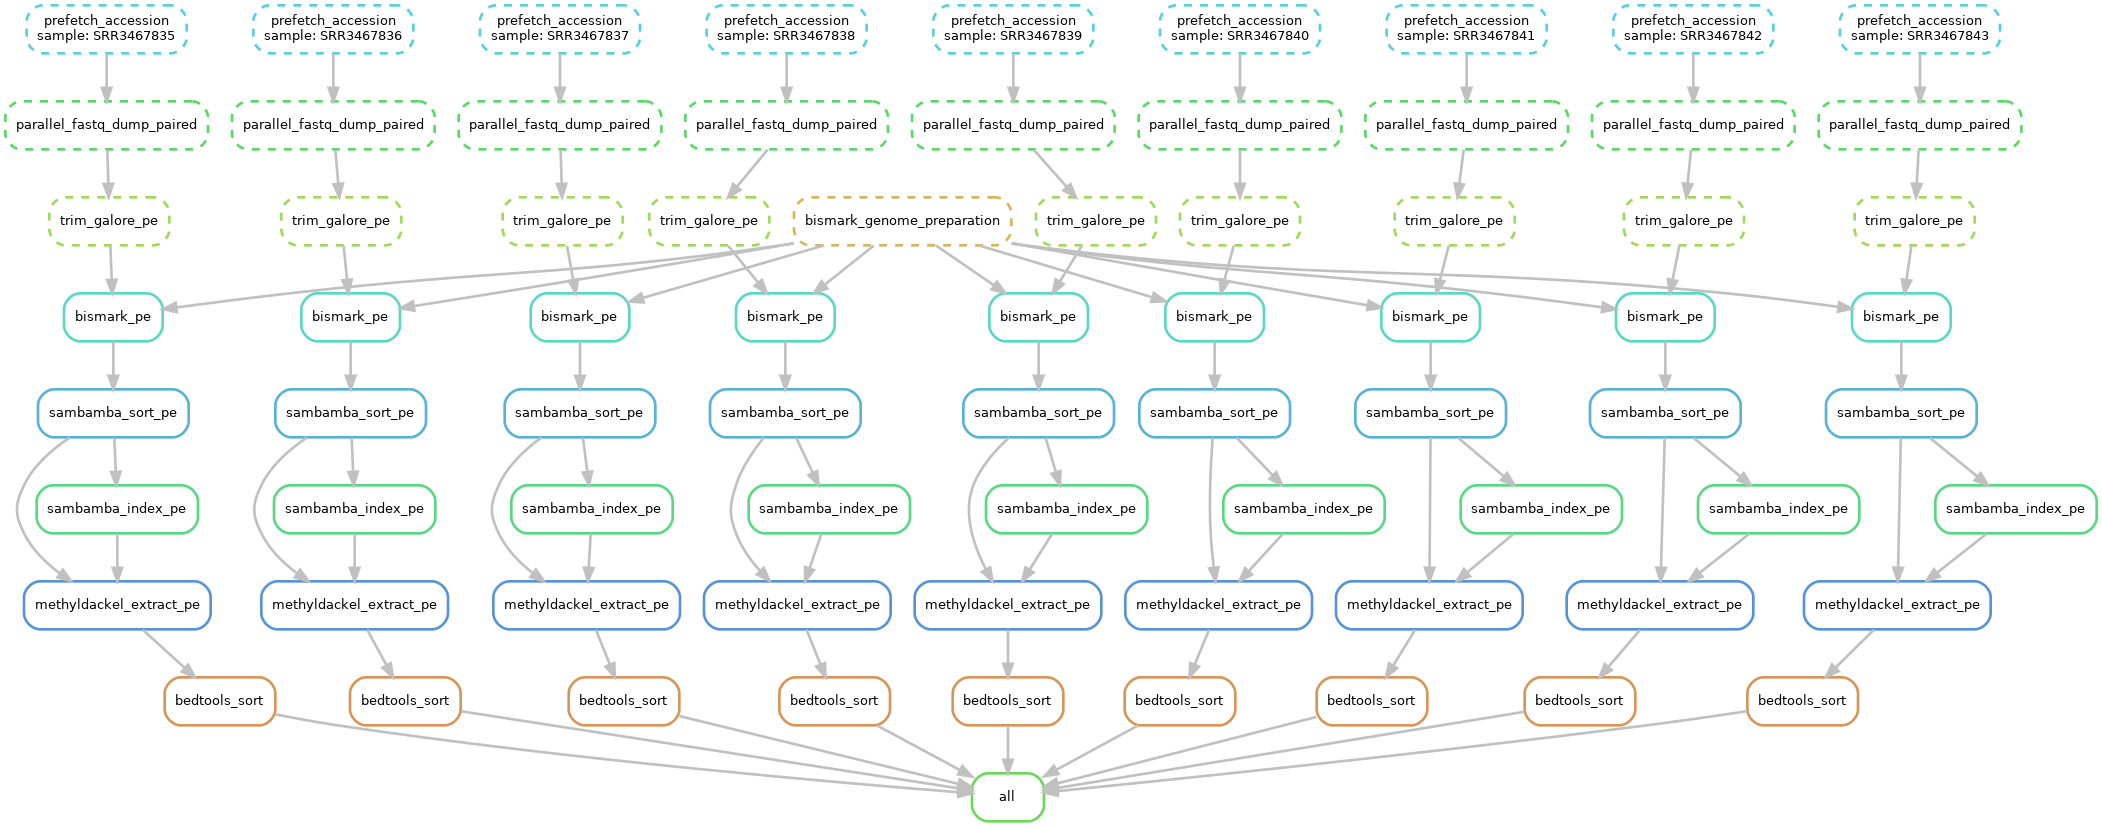 prefetch_accession
sample: SRR3467835
prefetch_accession
sample: SRR3467836
prefetch_accession
sample: SRR3467837
prefetch_accession
sample: SRR3467838
prefetch_accession
sample: SRR3467839
prefetch_accession
sample: SRR3467840
prefetch_accession
sample: SRR3467841
prefetch_accession
sample: SRR3467842
prefetch_accession
sample: SRR3467843
parallel_fastq_dump_paired
parallel_fastq_dump_paired
parallel_fastq_dump_paired
parallel_fastq_dump_paired
parallel_fastq_dump_paired
parallel_fastq_dump_paired
parallel_fastq_dump_paired
parallel_fastq_dump_paired
parallel_fastq_dump_paired
trim_galore_pe
trim_galore_pe
trim_galore_pe
trim_galore_pe
bismark_genome_preparation
trim_galore_pe
trim_galore_pe
trim_galore_pe
trim_galore_pe
trim_galore_pe
bismark_pe
bismark_pe
bismark_pe
bismark_pe
bismark_pe
bismark_pe
bismark_pe
bismark_pe
bismark_pe
sambamba_sort_pe
sambamba_sort_pe
sambamba_sort_pe
sambamba_sort_pe
sambamba_sort_pe
sambamba_sort_pe
sambamba_sort_pe
sambamba_sort_pe
sambamba_sort_pe
sambamba_index_pe
sambamba_index_pe
sambamba_index_pe
sambamba_index_pe
sambamba_index_pe
sambamba_index_pe
sambamba_index_pe
sambamba_index_pe
sambamba_index_pe
methyldackel_extract_pe
methyldackel_extract_pe
methyldackel_extract_pe
methyldackel_extract_pe
methyldackel_extract_pe
methyldackel_extract_pe
methyldackel_extract_pe
methyldackel_extract_pe
methyldackel_extract_pe
bedtools_sort
bedtools_sort
bedtools_sort
bedtools_sort
bedtools_sort
bedtools_sort
bedtools_sort
bedtools_sort
bedtools_sort
all